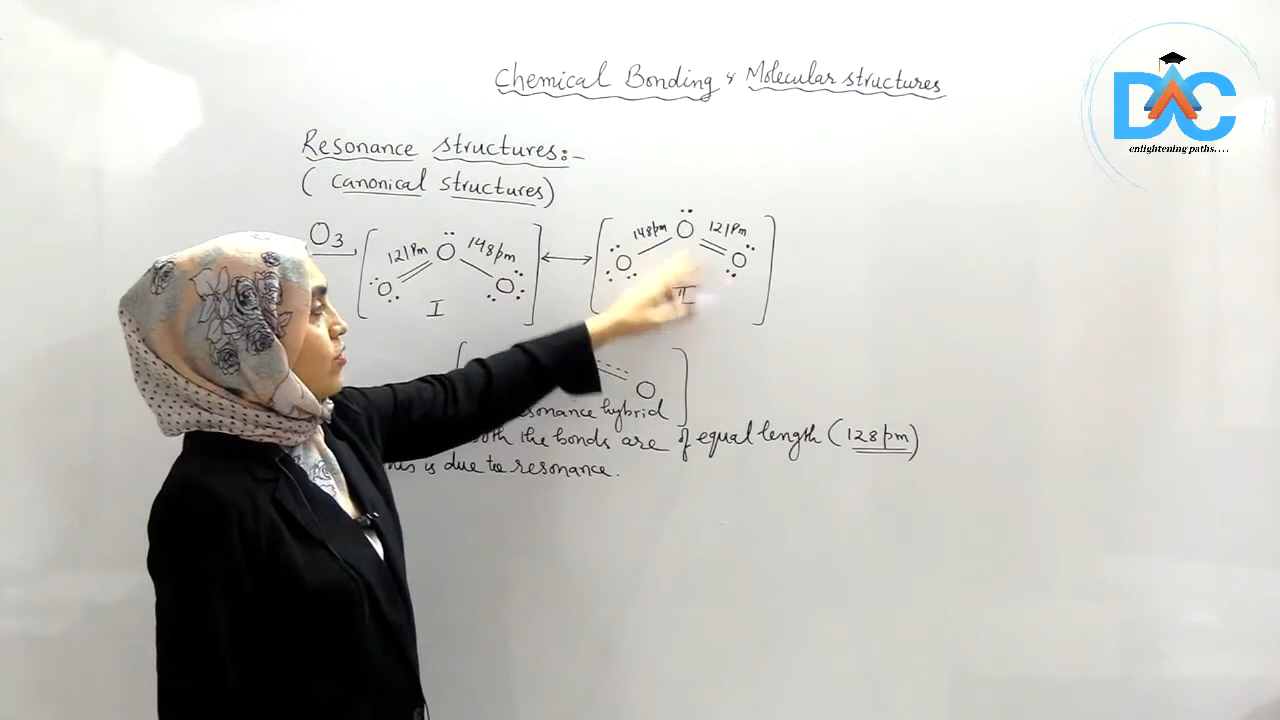 Chemical Bonding & Molecular structures
DAC
enlightening paths....
Resonance structures:-
(Canonical structures)
O3
121Pm O 148pm
O O
I
148pm O 121Pm
O O
II
O
resonance hybrid
both the bonds are of equal length (128pm)
is due to resonance.